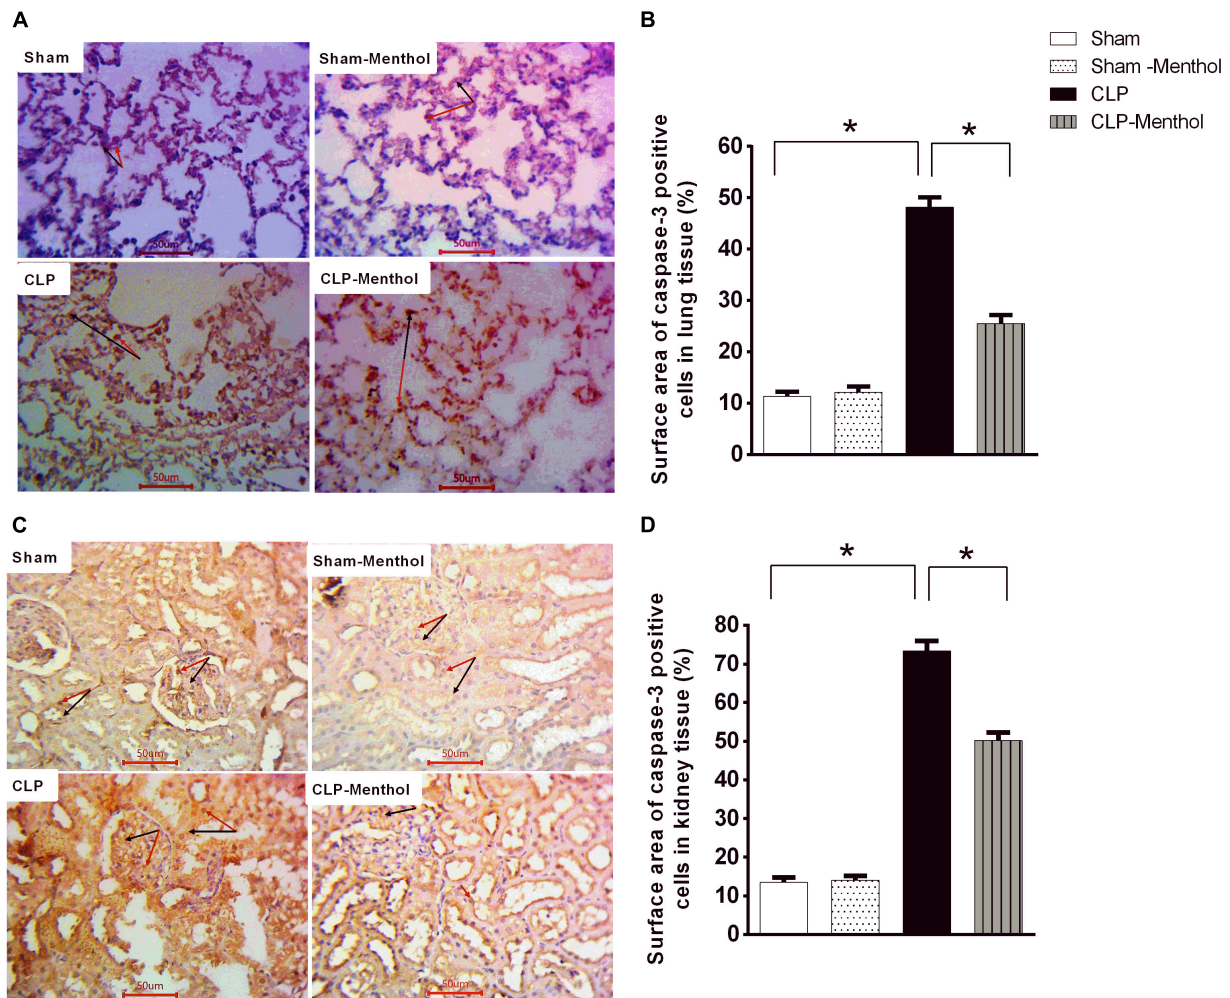 A
Sham
Sham-Menthol
50um
50um
CLP
CLP-Menthol
50um
50um
B
Sham
Sham -Menthol
CLP
CLP-Menthol
* *
Surface area of caspase-3 positive
cells in lung tissue (%)
60
50
40
30
20
10
0
C
Sham
Sham-Menthol
50um
50um
CLP
CLP-Menthol
50um
50um
D
* *
Surface area of caspase-3 positive
cells in kidney tissue (%)
80
70
60
50
40
30
20
10
0